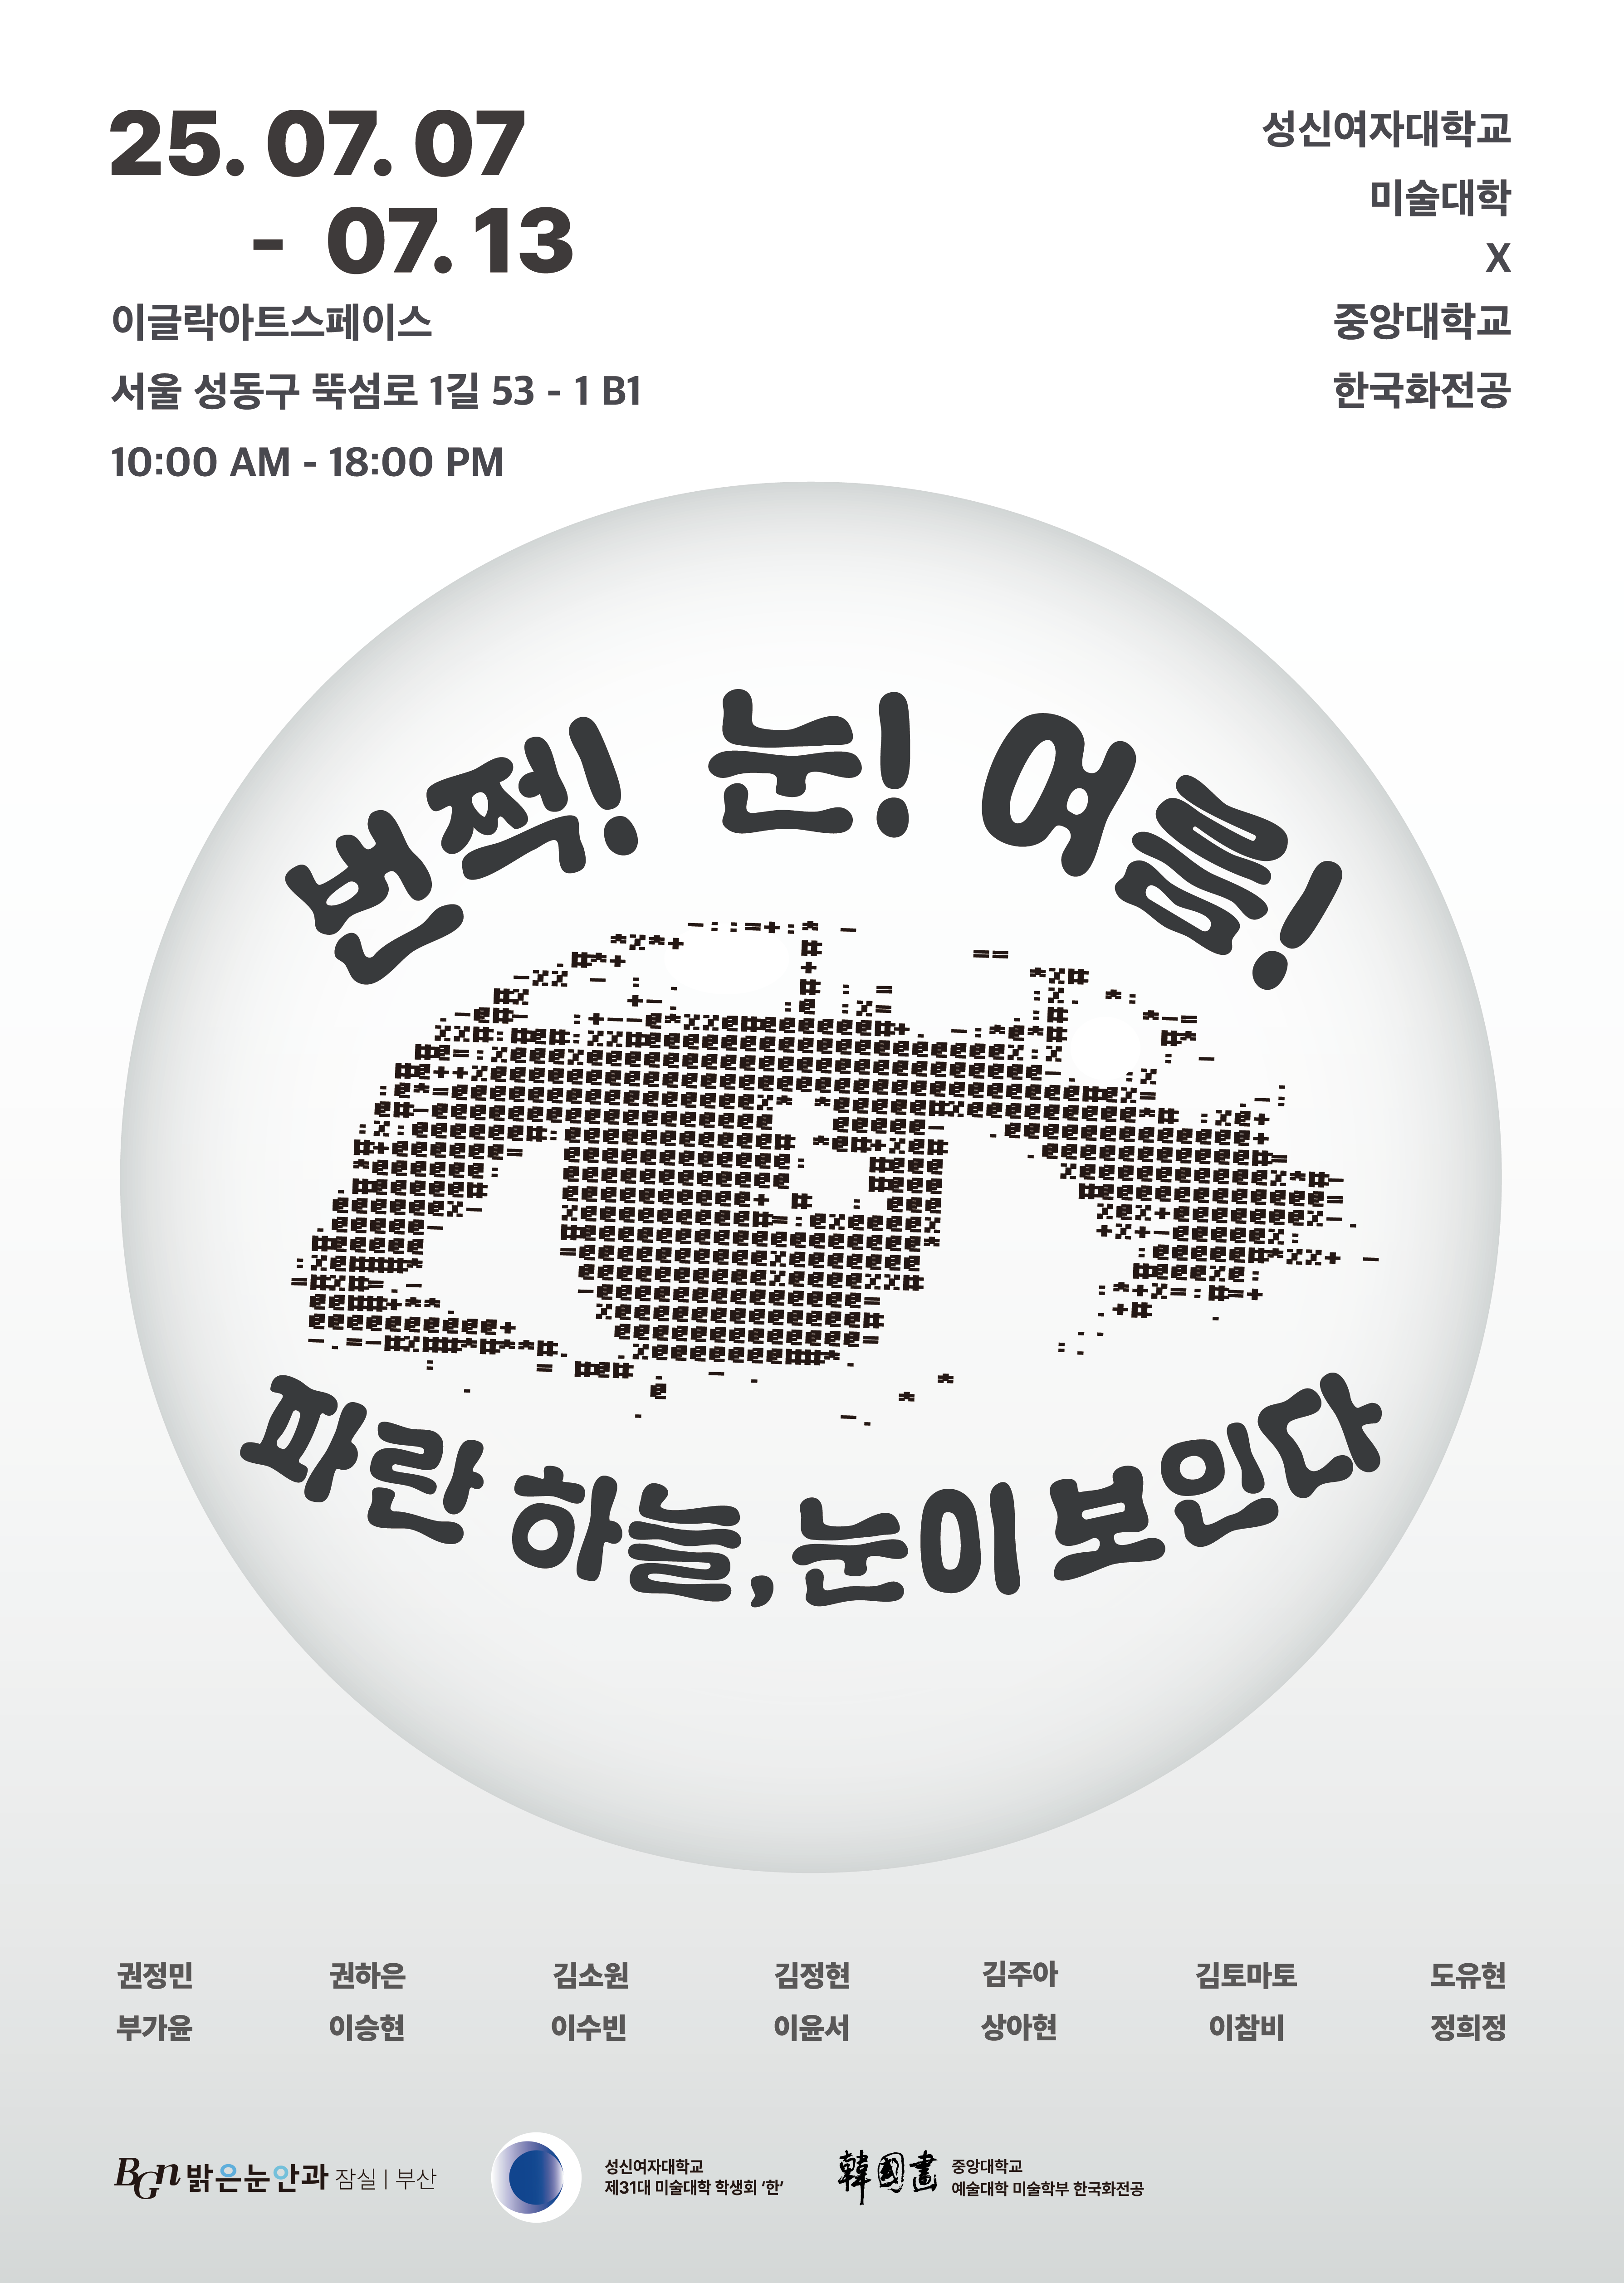 25. 07. 07
- 07. 13
이글락아트스페이스
서울 성동구 뚝섬로 1길 53 - 1 B1
10:00 AM - 18:00 PM
성신여자대학교
미술대학
X
중앙대학교
한국화전공
번쩍! 눈! 여름!
파란 하늘, 눈이 보인다
권정민 권하은 김소원 김정현 김주아 김토마토 도유현
부가윤 이승현 이수빈 이윤서 상아현 이참비 정희정
BGn 밝은눈안과 잠실 | 부산
성신여자대학교
제31대 미술대학 학생회 ‘한’
韓國畵
중앙대학교
예술대학 미술학부 한국화전공